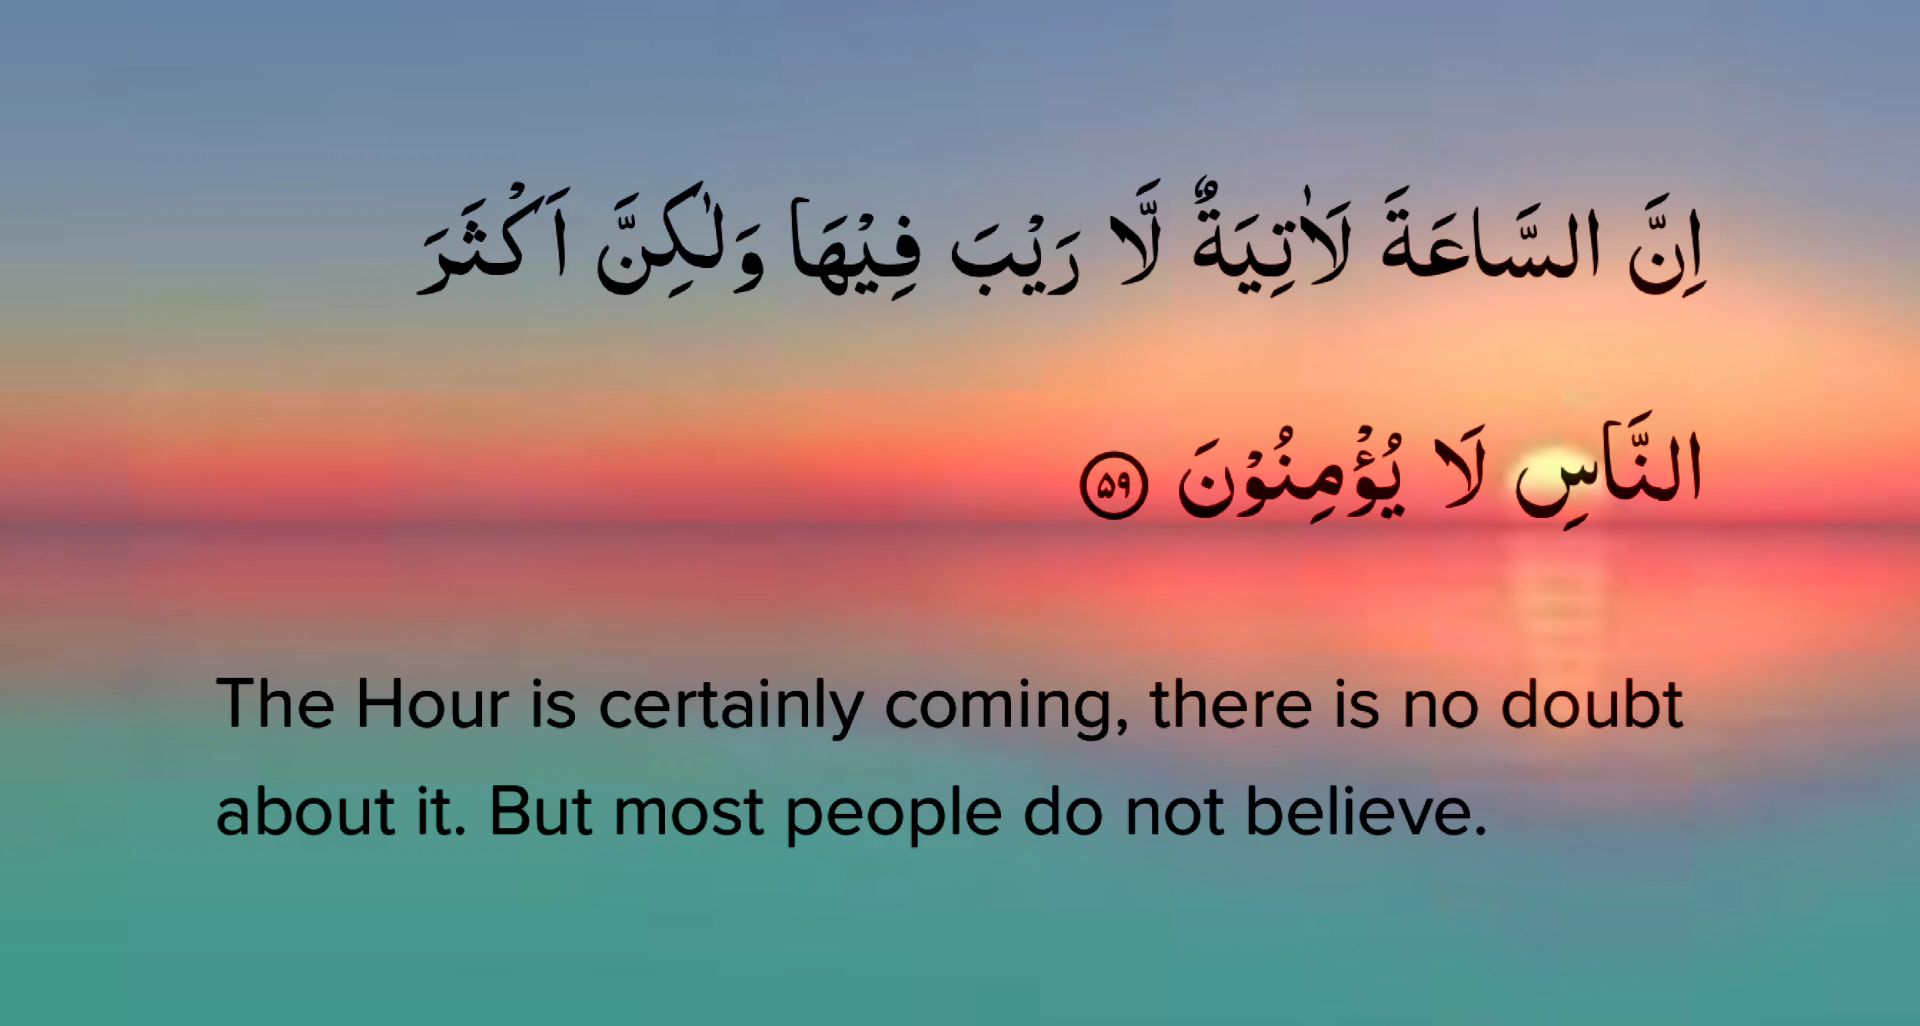 اِنَّ السَّاعَةَ لَاٰتِيَةٌ لَّا رَيْبَ فِيْهَا وَلٰكِنَّ اَكْثَرَ
النَّاسِ لَا يُؤْمِنُوْنَ ۵۹
The Hour is certainly coming, there is no doubt
about it. But most people do not believe.